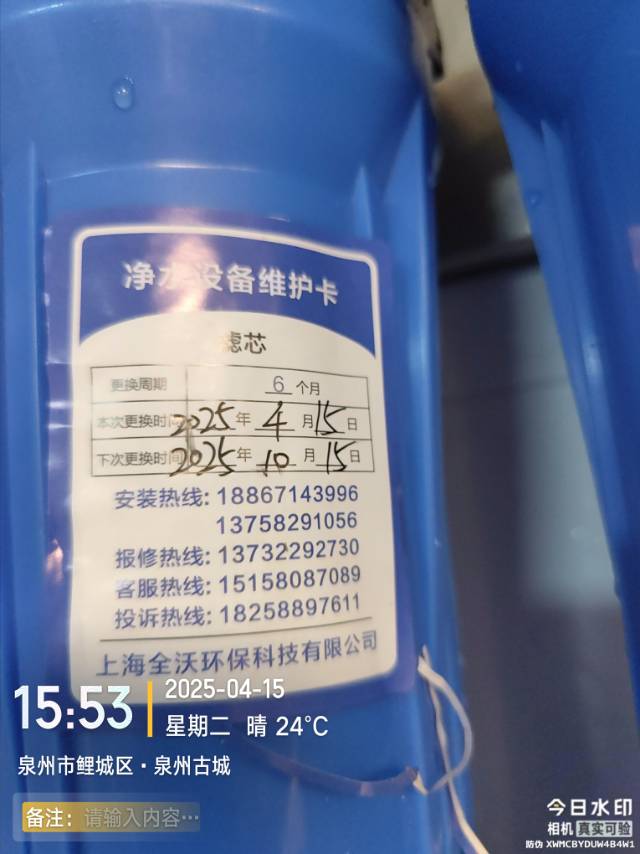 净水设备维护卡
滤芯
更换周期 6 个月
本次更换时间 2025 年 4 月 15 日
下次更换时间 2025 年 10 月 15 日
安装热线: 18867143996
13758291056
报修热线: 13732292730
客服热线: 15158087089
投诉热线: 18258897611
上海全沃环保科技有限公司
15:53
2025-04-15
星期二 晴 24°C
泉州市鲤城区·泉州古城
备注: 请输入内容…
今日水印
相机 真实可验
防伪 XWMCBYDUW4B4W1